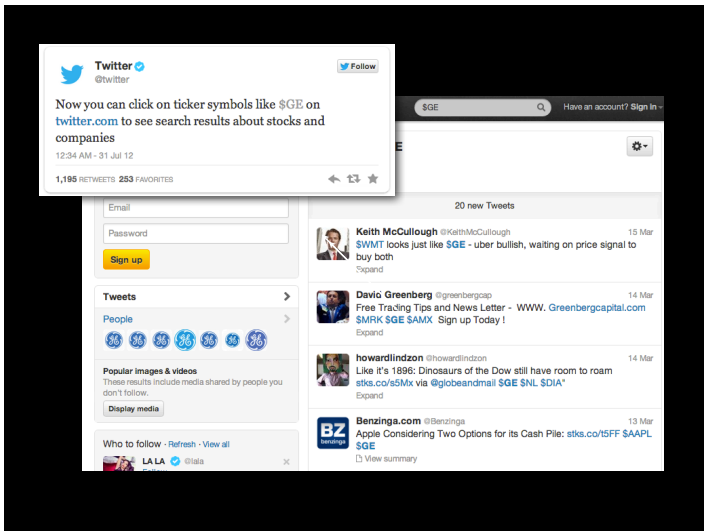 Twitter
@twitter
Follow
Now you can click on ticker symbols like $GE on
twitter.com to see search results about stocks and
companies
12:34 AM - 31 Jul 12
1,195 RETWEETS 253 FAVORITES
$GE
Have an account? Sign In
E
20 new Tweets
Email
Password
Sign up
Tweets
People
Popular images & videos
These results include media shared by people you
don't follow.
Display media
Who to follow · Refresh · View all
LA LA @lala
Keith McCullough @KeithMcCullough 15 Mar
$WMT looks just like $GE - uber bullish, waiting on price signal to
buy both
Expand
David Greenberg @greenbergcap 14 Mar
Free Trading Tips and News Letter - WWW. Greenbergcapital.com
$MRK $GE $AMX Sign up Today !
Expand
howardlindzon @howardlindzon 14 Mar
Like it's 1896: Dinosaurs of the Dow still have room to roam
stks.co/s5Mx via @globeandmail $GE $NL $DIA"
Expand
BZ
benzinga
Benzinga.com @Benzinga 13 Mar
Apple Considering Two Options for its Cash Pile: stks.co/t5FF $AAPL
$GE
View summary